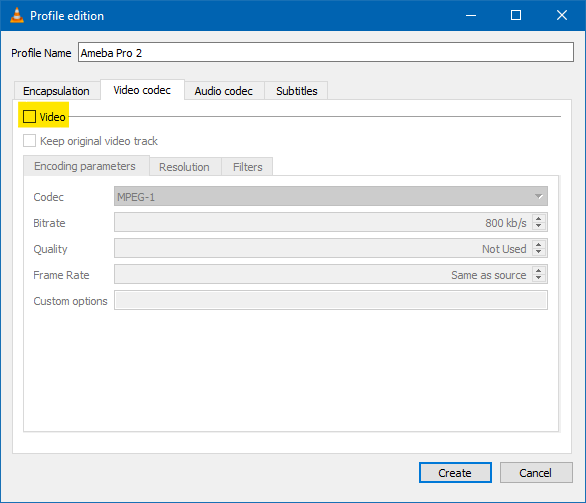 Profile edition
Profile Name Ameba Pro 2
Encapsulation Video codec Audio codec Subtitles
Video
Keep original video track
Encoding parameters Resolution Filters
Codec MPEG-1
Bitrate 800 kb/s
Quality Not Used
Frame Rate Same as source
Custom options
Create Cancel